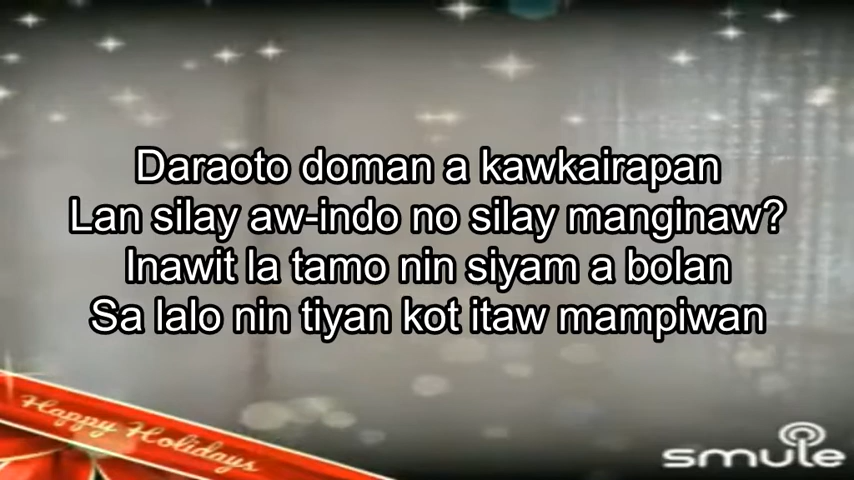 Daraoto doman a kawkairapan
Lan silay aw-indo no silay manginaw?
Inawit la tamo nin siyam a bolan
Sa lalo nin tiyan kot itaw mampiwan
Happy Holidays
smule